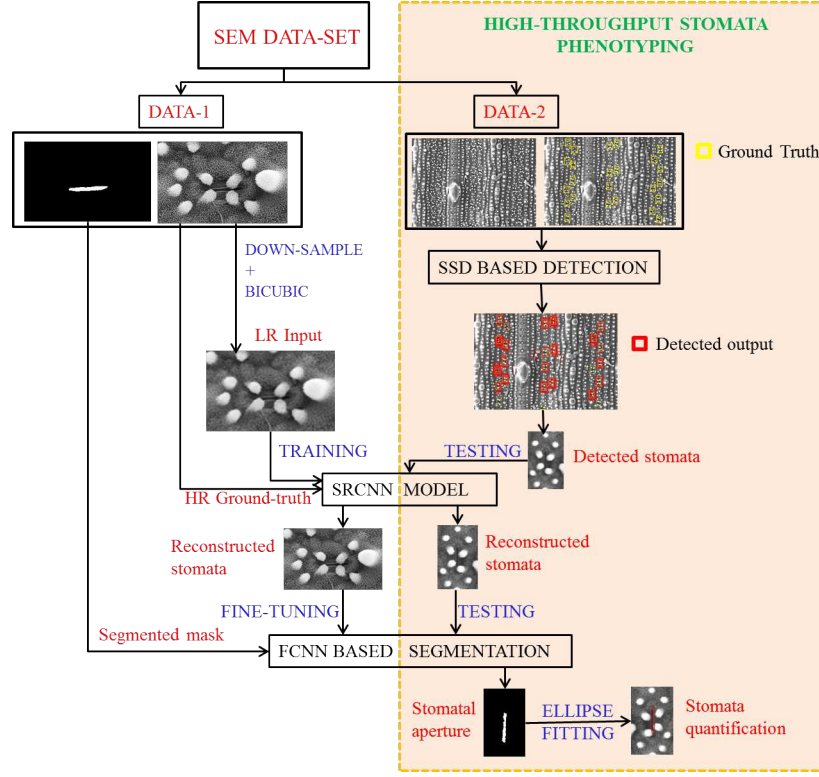 SEM DATA-SET
HIGH-THROUGHPUT STOMATA
PHENOTYPING
DATA-1
DATA-2
Ground Truth
DOWN-SAMPLE
+
BICUBIC
SSD BASED DETECTION
LR Input
Detected output
TRAINING
TESTING
Detected stomata
HR Ground-truth
SRCNN MODEL
Reconstructed
stomata
Reconstructed
stomata
FINE-TUNING
TESTING
Segmented mask
FCNN BASED SEGMENTATION
Stomatal
aperture
ELLIPSE
FITTING
Stomata
quantification